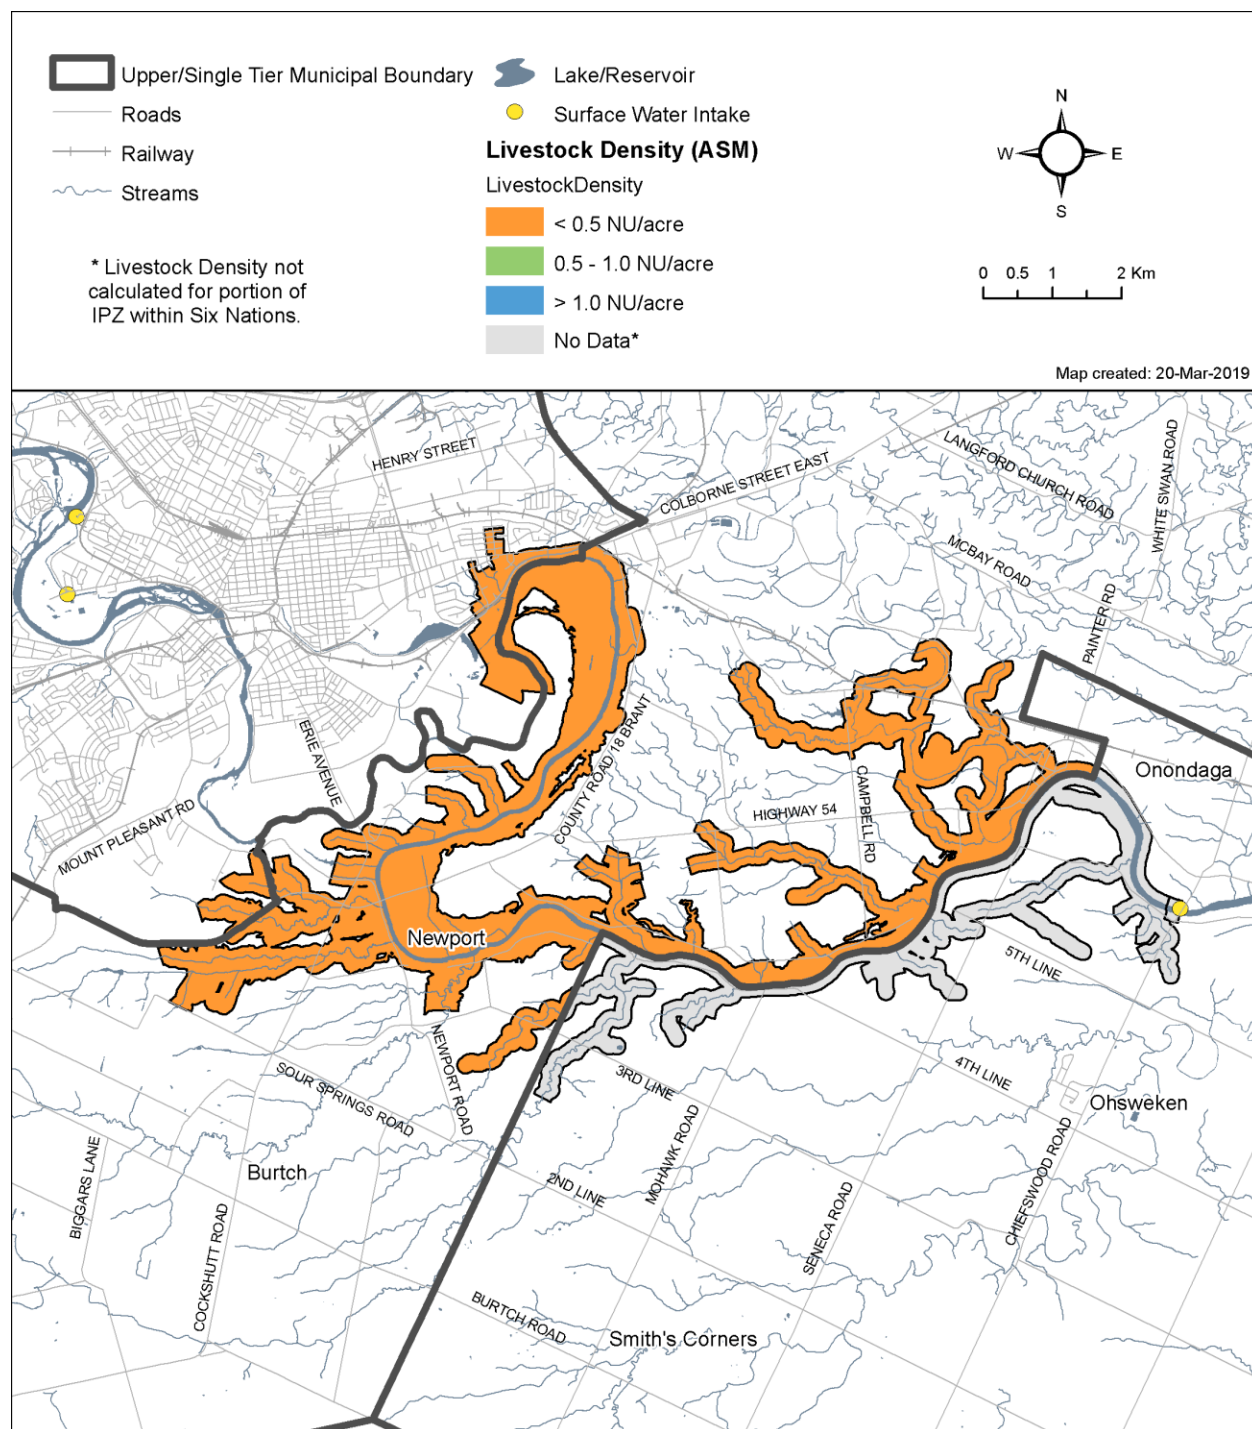 Upper/Single Tier Municipal Boundary
Roads
Railway
Streams
* Livestock Density not
calculated for portion of
IPZ within Six Nations.
Lake/Reservoir
Surface Water Intake
Livestock Density (ASM)
LivestockDensity
< 0.5 NU/acre
0.5 - 1.0 NU/acre
> 1.0 NU/acre
No Data*
N
W E
S
0 0.5 1 2 Km
Map created: 20-Mar-2019
HENRY STREET
COLBORNE STREET EAST
LANGFORD CHURCH ROAD
WHITE SWAN ROAD
MCBAY ROAD
PAINTER RD
ERIE AVENUE
COUNTY ROAD 18 BRANT
Onondaga
MOUNT PLEASANT RD
HIGHWAY 54
CAMPBELL RD
Newport
5TH LINE
NEWPORT ROAD
SOUR SPRINGS ROAD
3RD LINE
4TH LINE
Ohsweken
Burtch
BIGGARS LANE
COCKSHUTT ROAD
2ND LINE
MOHAWK ROAD
SENECA ROAD
CHIEFSWOOD ROAD
BURTCH ROAD
Smith's Corners